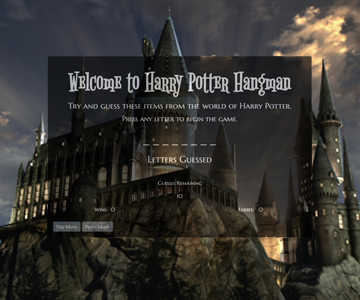 Welcome to Harry Potter Hangman
Try and guess these items from the world of Harry Potter.
Press any letter to begin the game.
_ _ _ _ _ _ _ _
Letters Guessed
Guesses Remaining
10
Wins: 0 Losses: 0
Play Music Pause Music